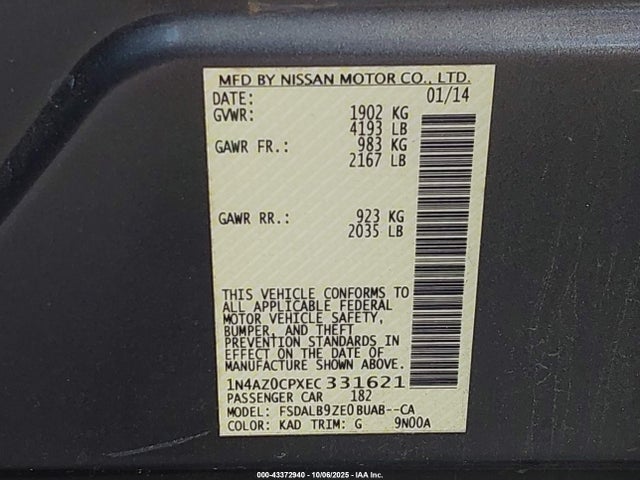 MFD BY NISSAN MOTOR CO., LTD.
DATE: 01/14
GVWR: 1902 KG
4193 LB
GAWR FR.: 983 KG
2167 LB
GAWR RR.: 923 KG
2035 LB
THIS VEHICLE CONFORMS TO
ALL APPLICABLE FEDERAL
MOTOR VEHICLE SAFETY,
BUMPER, AND THEFT
PREVENTION STANDARDS IN
EFFECT ON THE DATE OF
MANUFACTURE SHOWN ABOVE.
1N4AZ0CPXEC331621
PASSENGER CAR 182
MODEL: FSDALB9ZE0BUAB--CA
COLOR: KAD TRIM: G 9N00A
000-43372940 - 10/06/2025 - IAA Inc.